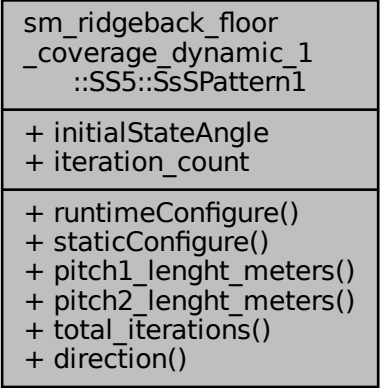 sm_ridgeback_floor
_coverage_dynamic_1
::SS5::SsSPattern1
+ initialStateAngle
+ iteration_count
+ runtimeConfigure()
+ staticConfigure()
+ pitch1_lenght_meters()
+ pitch2_lenght_meters()
+ total_iterations()
+ direction()